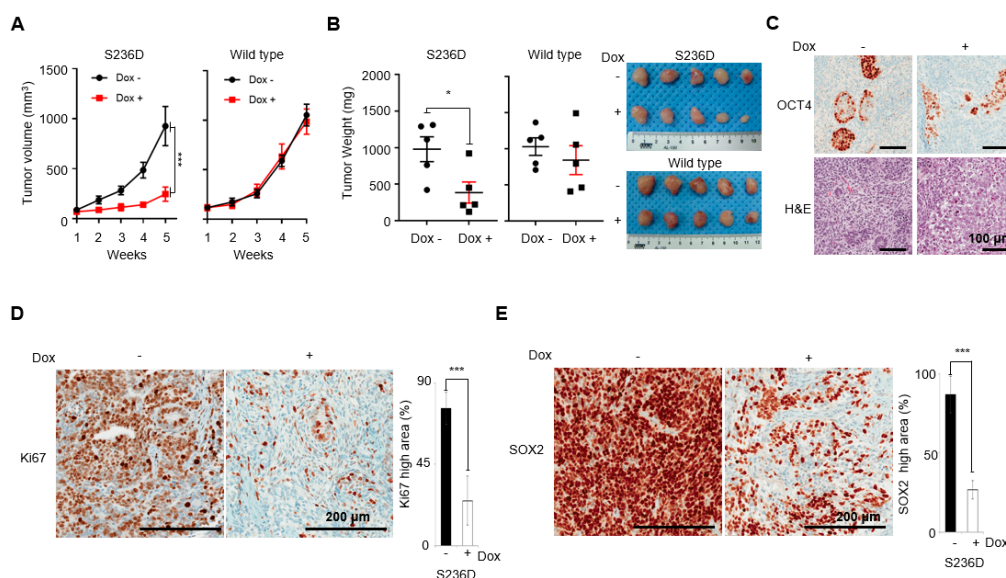 A
S236D
Wild type
Tumor volume (mm3)
1500
1000
500
0
Dox -
Dox +
Dox -
Dox +
***
1 2 3 4 5
1 2 3 4 5
Weeks
Weeks
B
S236D
Wild type
Tumor Weight (mg)
2000
1500
1000
500
0
*
Dox - Dox +
Dox - Dox +
Dox
S236D
-
+
Wild type
-
+
C
Dox - +
OCT4
H&E
100 μm
D
Dox - +
Ki67
200 μm
Ki67 high area (%)
90
45
0
***
- + Dox
S236D
E
Dox - +
SOX2
200 μm
SOX2 high area (%)
100
50
0
***
- + Dox
S236D